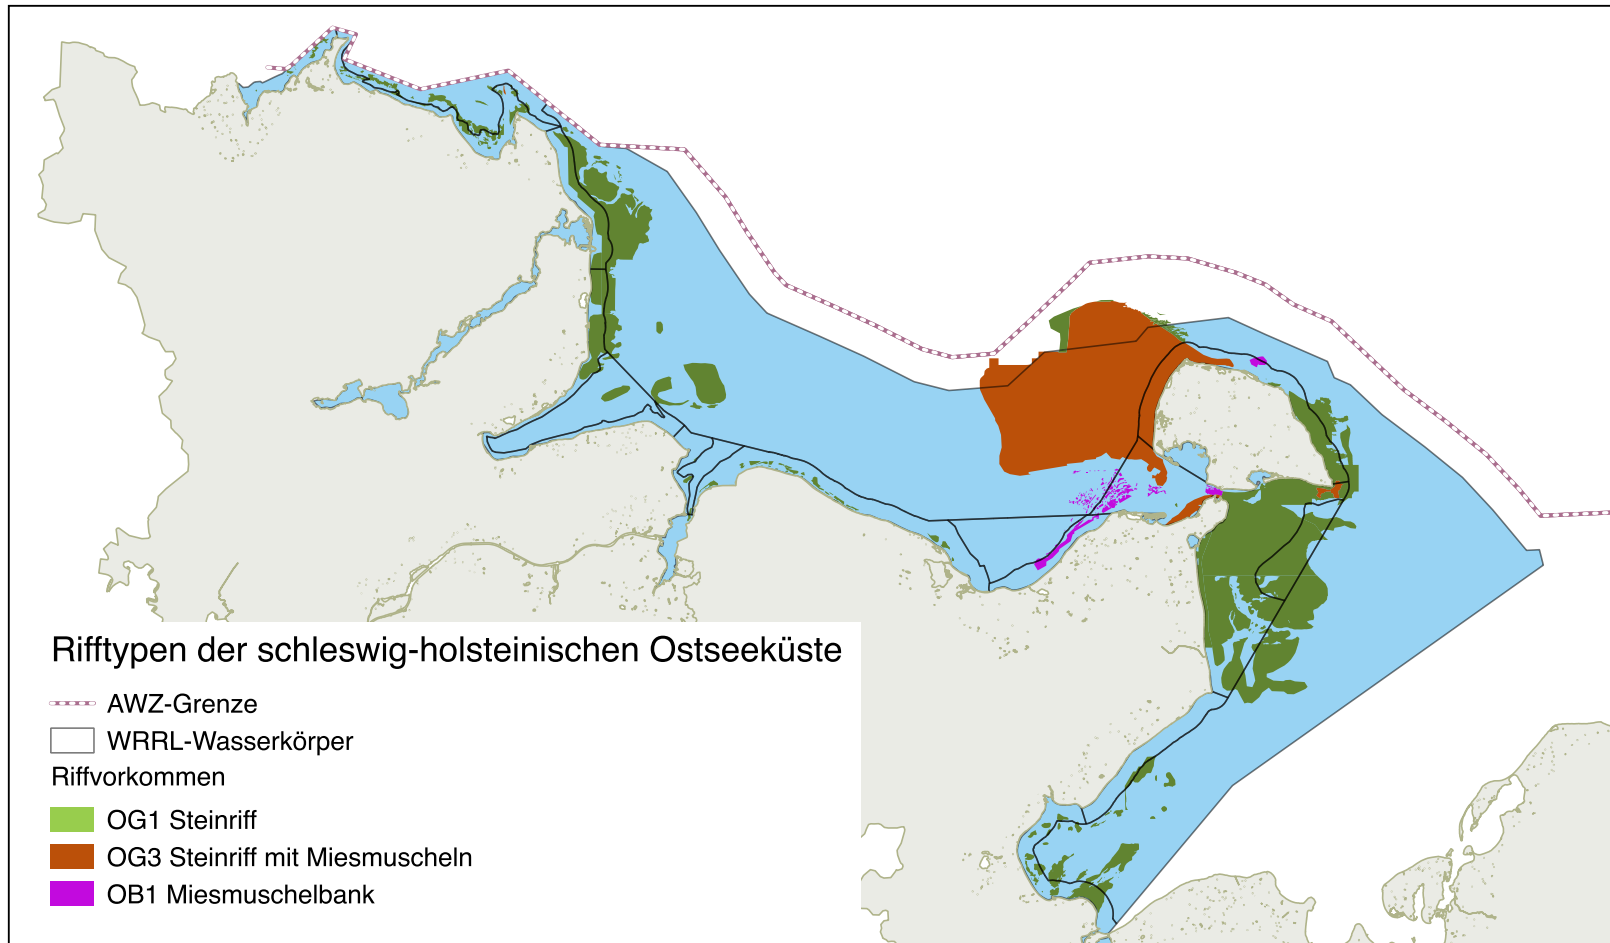 Rifftypen der schleswig-holsteinischen Ostseeküste
AWZ-Grenze
WRRL-Wasserkörper
Riffvorkommen
OG1 Steinriff
OG3 Steinriff mit Miesmuscheln
OB1 Miesmuschelbank